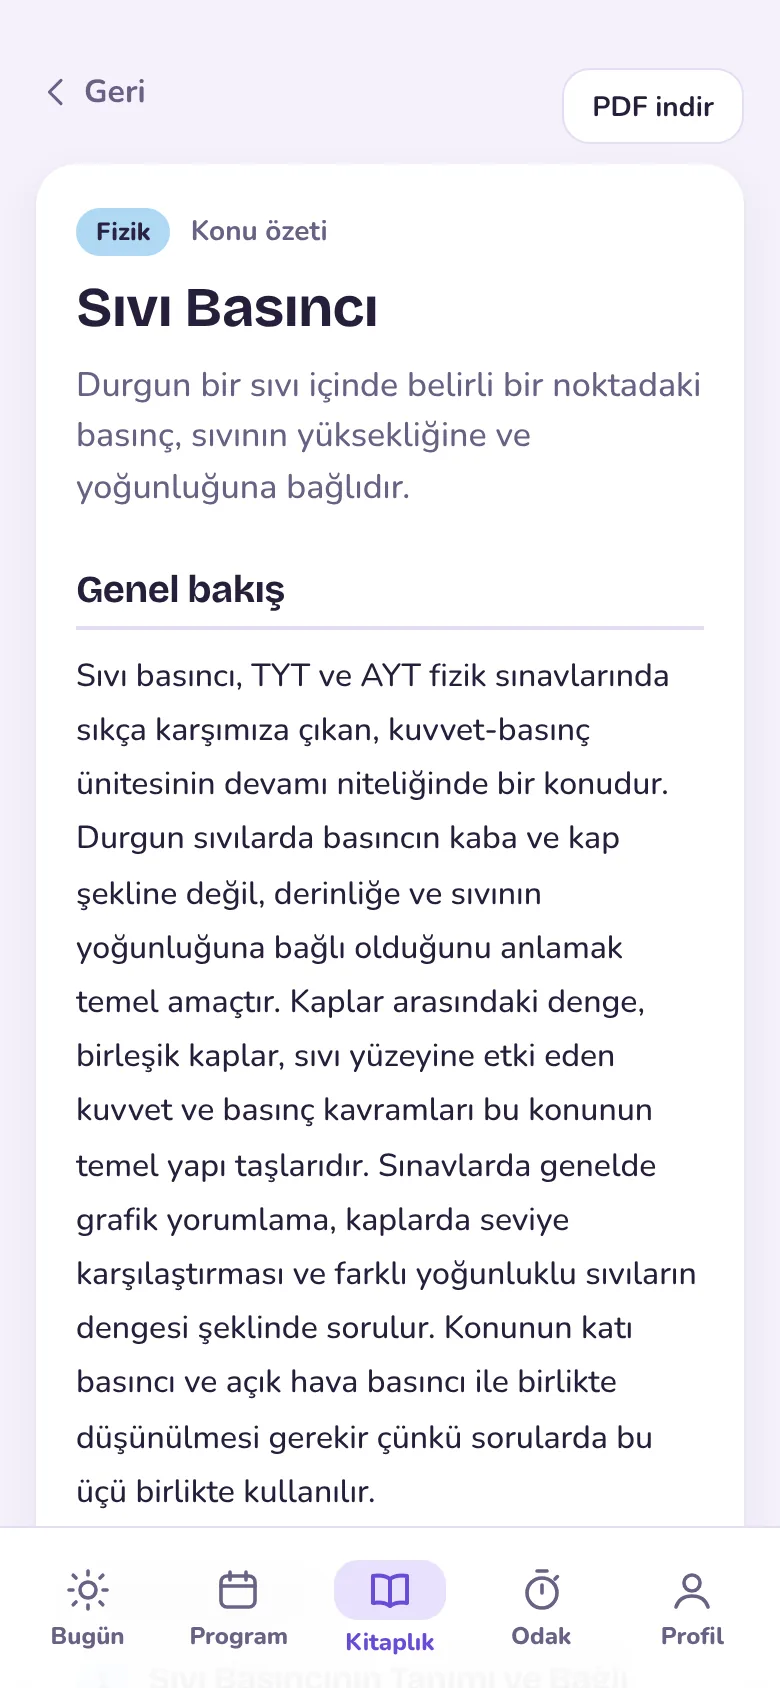 Geri
PDF indir
Fizik
Konu özeti
Sıvı Basıncı
Durgun bir sıvı içinde belirli bir noktadaki
basınç, sıvının yüksekliğine ve
yoğunluğuna bağlıdır.
Genel bakış
Sıvı basıncı, TYT ve AYT fizik sınavlarında
sıkça karşımıza çıkan, kuvvet-basınç
ünitesinin devamı niteliğinde bir konudur.
Durgun sıvılarda basıncın kaba ve kap
şekline değil, derinliğe ve sıvının
yoğunluğuna bağlı olduğunu anlamak
temel amaçtır. Kaplar arasındaki denge,
birleşik kaplar, sıvı yüzeyine etki eden
kuvvet ve basınç kavramları bu konunun
temel yapı taşlarıdır. Sınavlarda genelde
grafik yorumlama, kaplarda seviye
karşılaştırması ve farklı yoğunluklu sıvıların
dengesi şeklinde sorulur. Konunun katı
basıncı ve açık hava basıncı ile birlikte
düşünülmesi gerekir çünkü sorularda bu
üçü birlikte kullanılır.
Bugün
Program
Kitaplık
Odak
Profil
Sıvı Basıncının Tanımı ve Bağlı